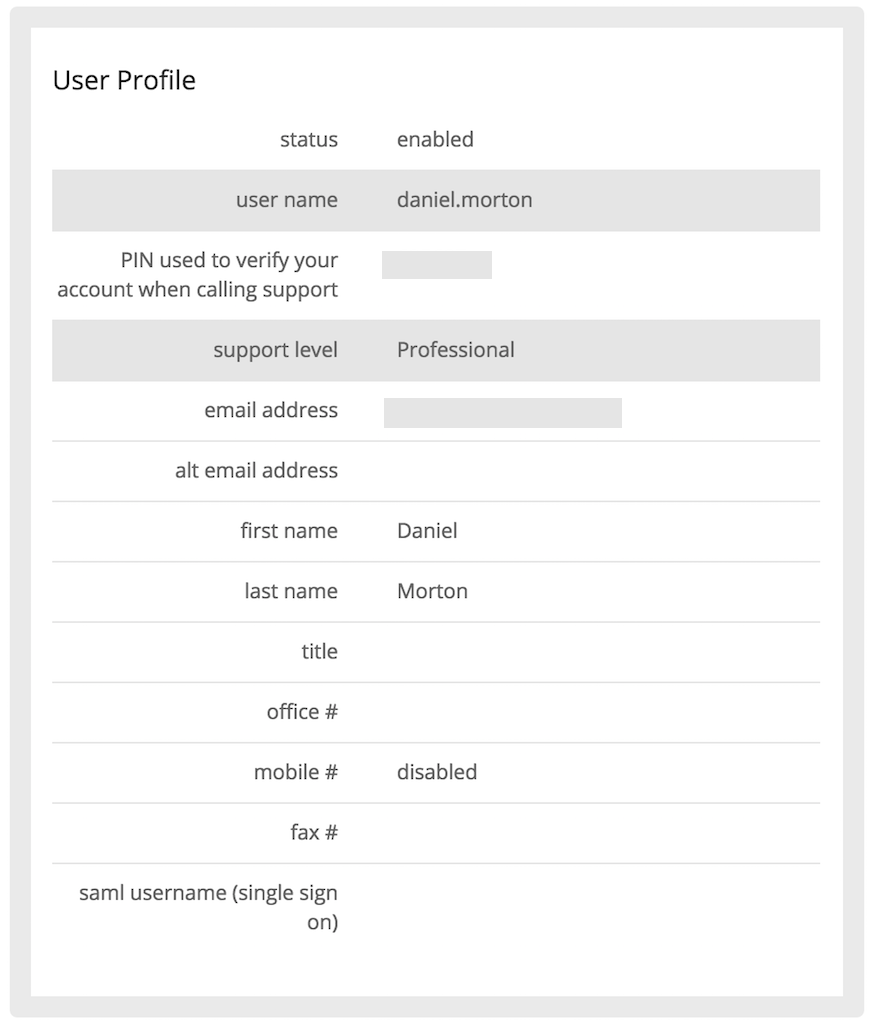 User Profile
status enabled
user name daniel.morton
PIN used to verify your
account when calling support
support level Professional
email address
alt email address
first name Daniel
last name Morton
title
office #
mobile # disabled
fax #
saml username (single sign
on)